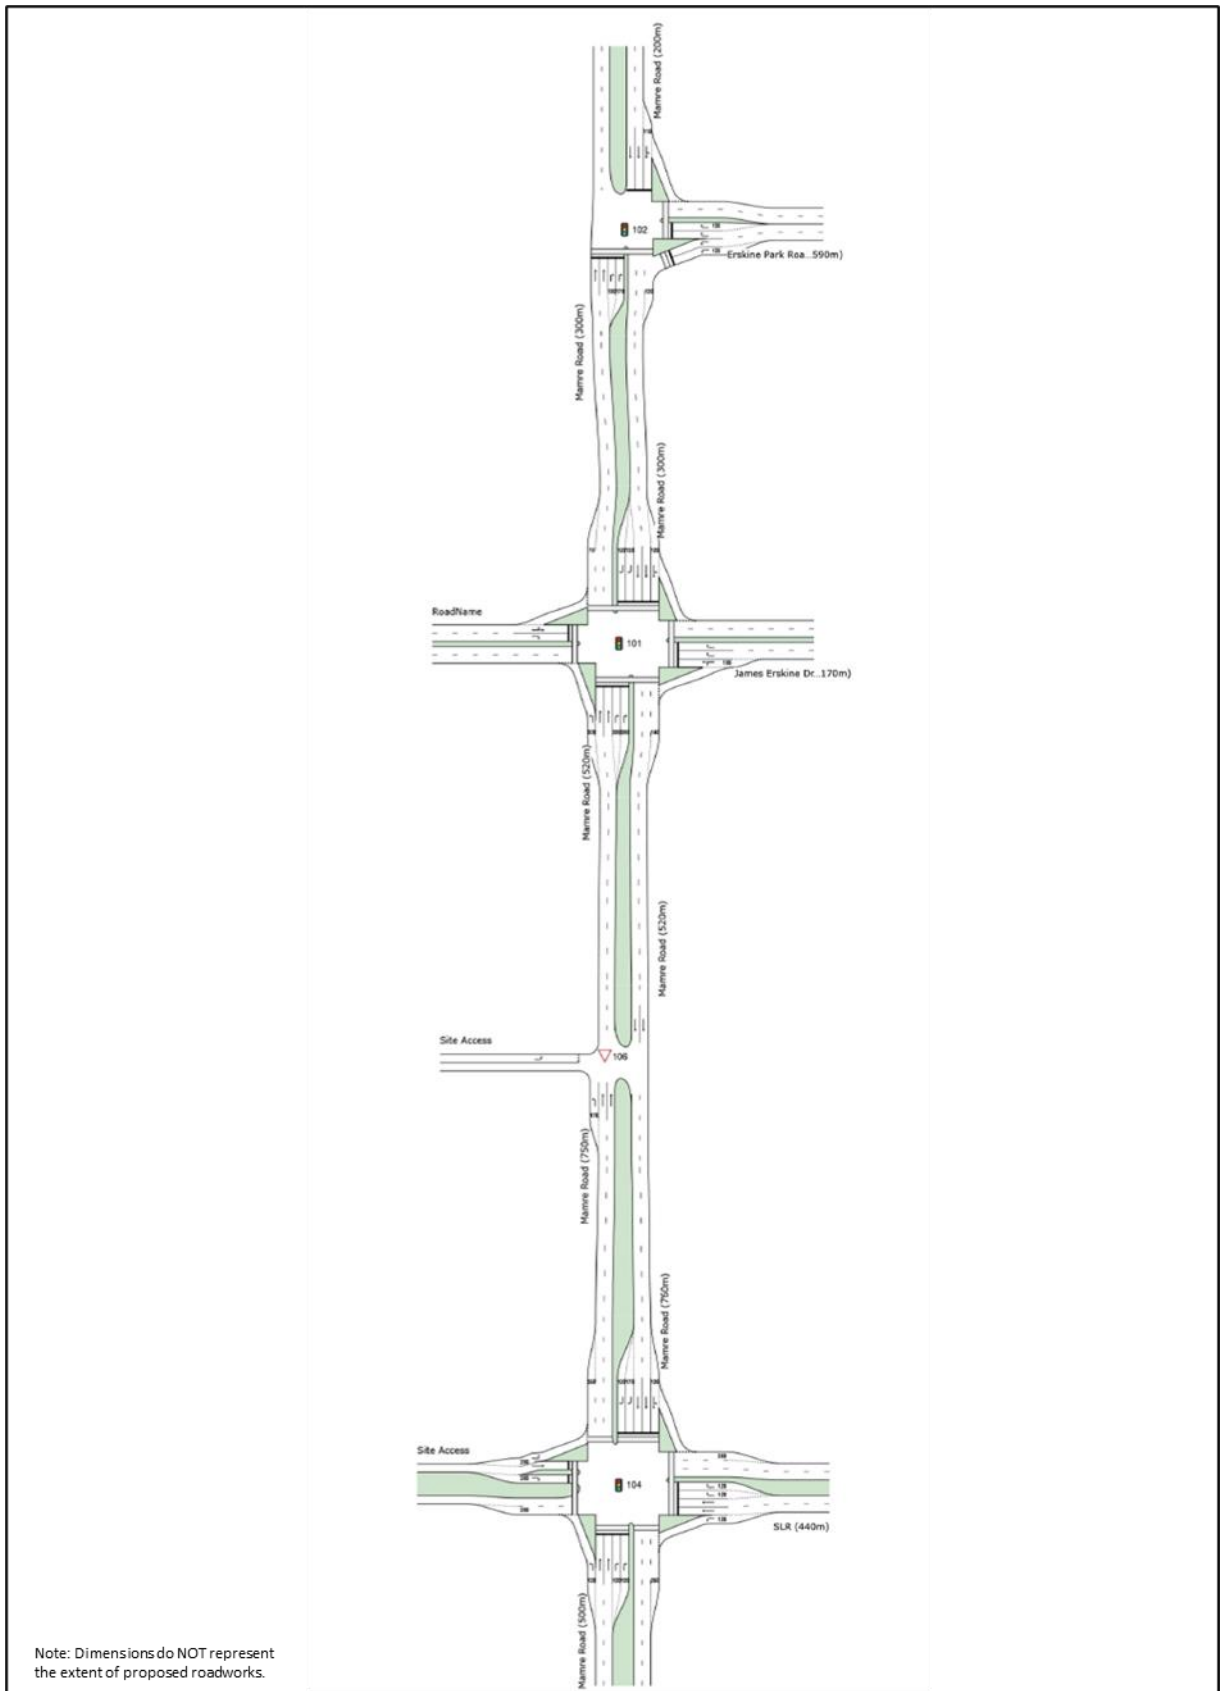 Mamre Road (200m)
102
Erskine Park Roa...590m)
Mamre Road (300m)
Mamre Road (300m)
RoadName
101
James Erskine Dr...170m)
Mamre Road (520m)
Mamre Road (520m)
Site Access
106
Mamre Road (750m)
Mamre Road (750m)
Site Access
104
SLR (440m)
Mamre Road (500m)
Note: Dimensions do NOT represent
the extent of proposed roadworks.